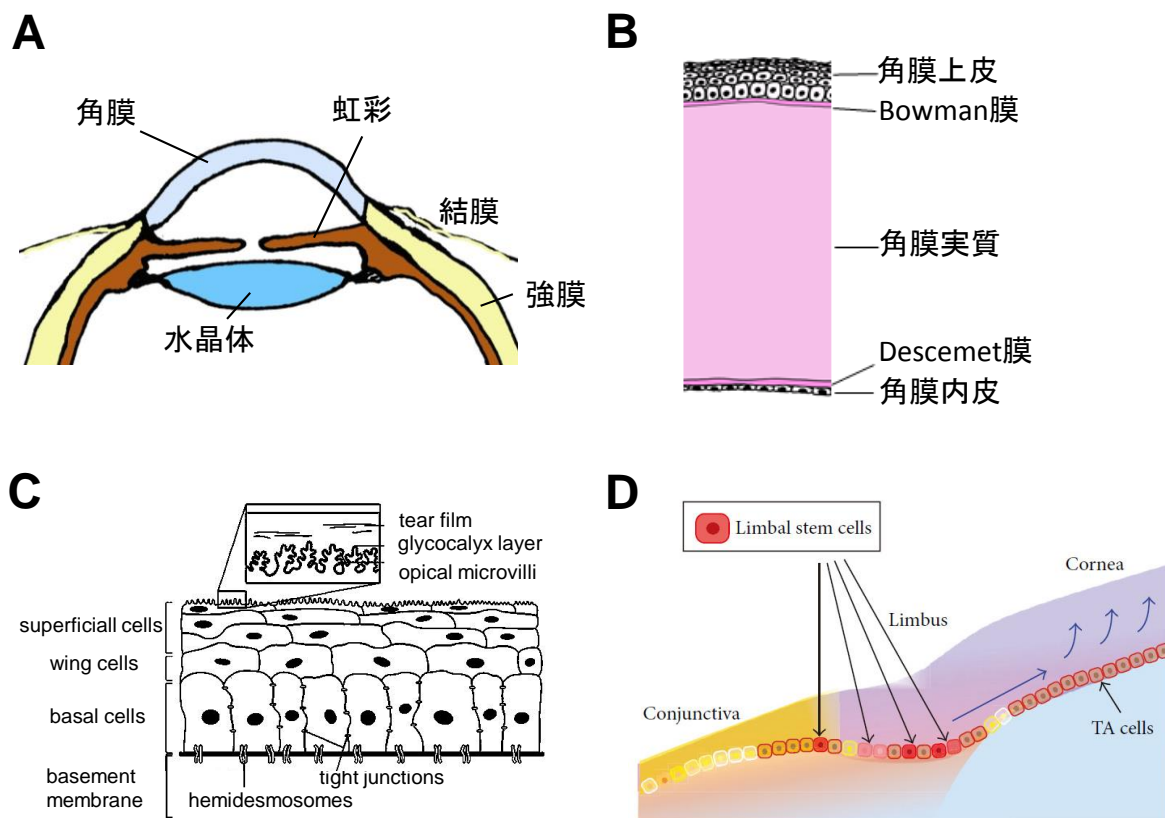 A
角膜
虹彩
結膜
強膜
水晶体
B
角膜上皮
Bowman膜
角膜実質
Descemet膜
角膜内皮
C
tear film
glycocalyx layer
opical microvilli
superficiall cells
wing cells
basal cells
basement
membrane
tight junctions
hemidesmosomes
D
Limbal stem cells
Cornea
Limbus
Conjunctiva
TA cells